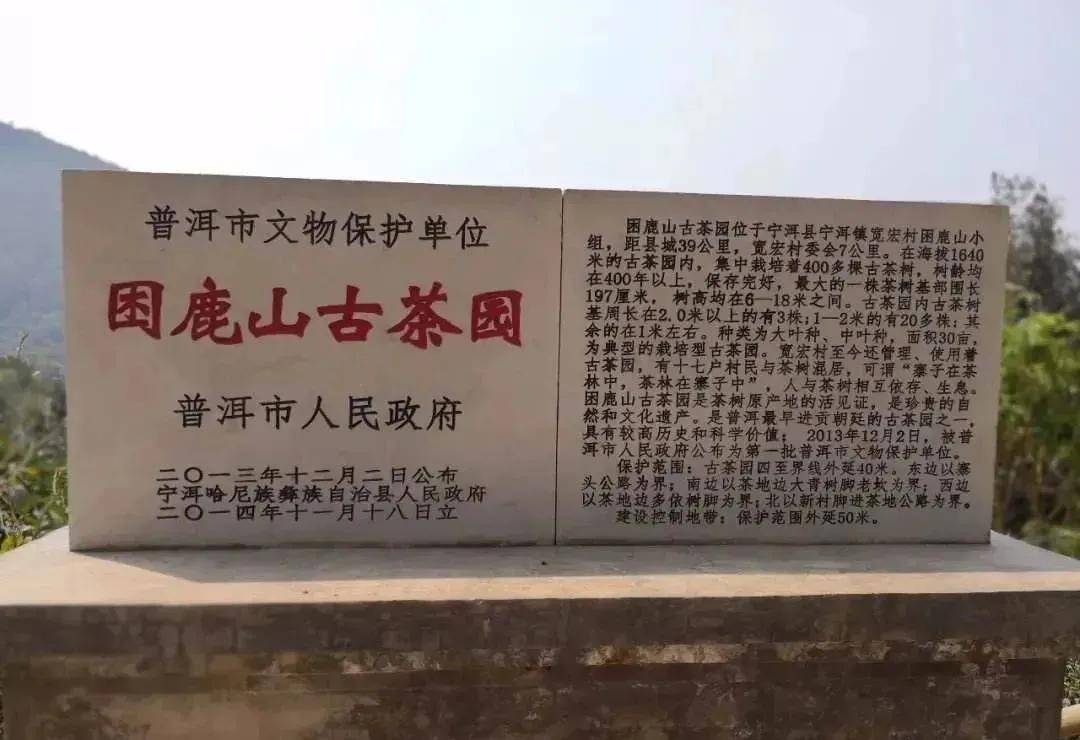 普洱市文物保护单位
困鹿山古茶园
普洱市人民政府
二〇一三年十二月二日公布
宁洱哈尼族彝族自治县人民政府
二〇一四年十一月十八日立
困鹿山古茶园位于宁洱县宁洱镇宽宏村困鹿山小
组，距县城39公里，宽宏村委会7公里。在海拔1640
米的古茶园内，集中栽培着400多棵古茶树，树龄均
在400年以上，保存完好，最大的一株茶树基部围长
197厘米，树高均在6—18米之间。古茶园内古茶树
基周长在2.0米以上的有3株；1—2米的有20多株；其
余的在1米左右。种类为大叶种、中叶种，面积30亩，
为典型的栽培型古茶园。宽宏村至今还管理、使用着
古茶园，有十七户村民与茶树混居，可谓“寨子在茶
林中，茶林在寨子中”，人与茶树相互依存、生息。
困鹿山古茶园是茶树原产地的活见证，是珍贵的自
然和文化遗产。是普洱最早进贡朝廷的古茶园之一，
具有较高历史和科学价值； 2013年12月2日，被普
洱市人民政府公布为第一批普洱市文物保护单位。
保护范围：古茶园四至界线外延40米。东边以寨
头公路为界；南边以茶地边大青树脚老坎为界；西边
以茶地边多依树脚为界；北以新村脚进茶地公路为界。
建设控制地带：保护范围外延50米。